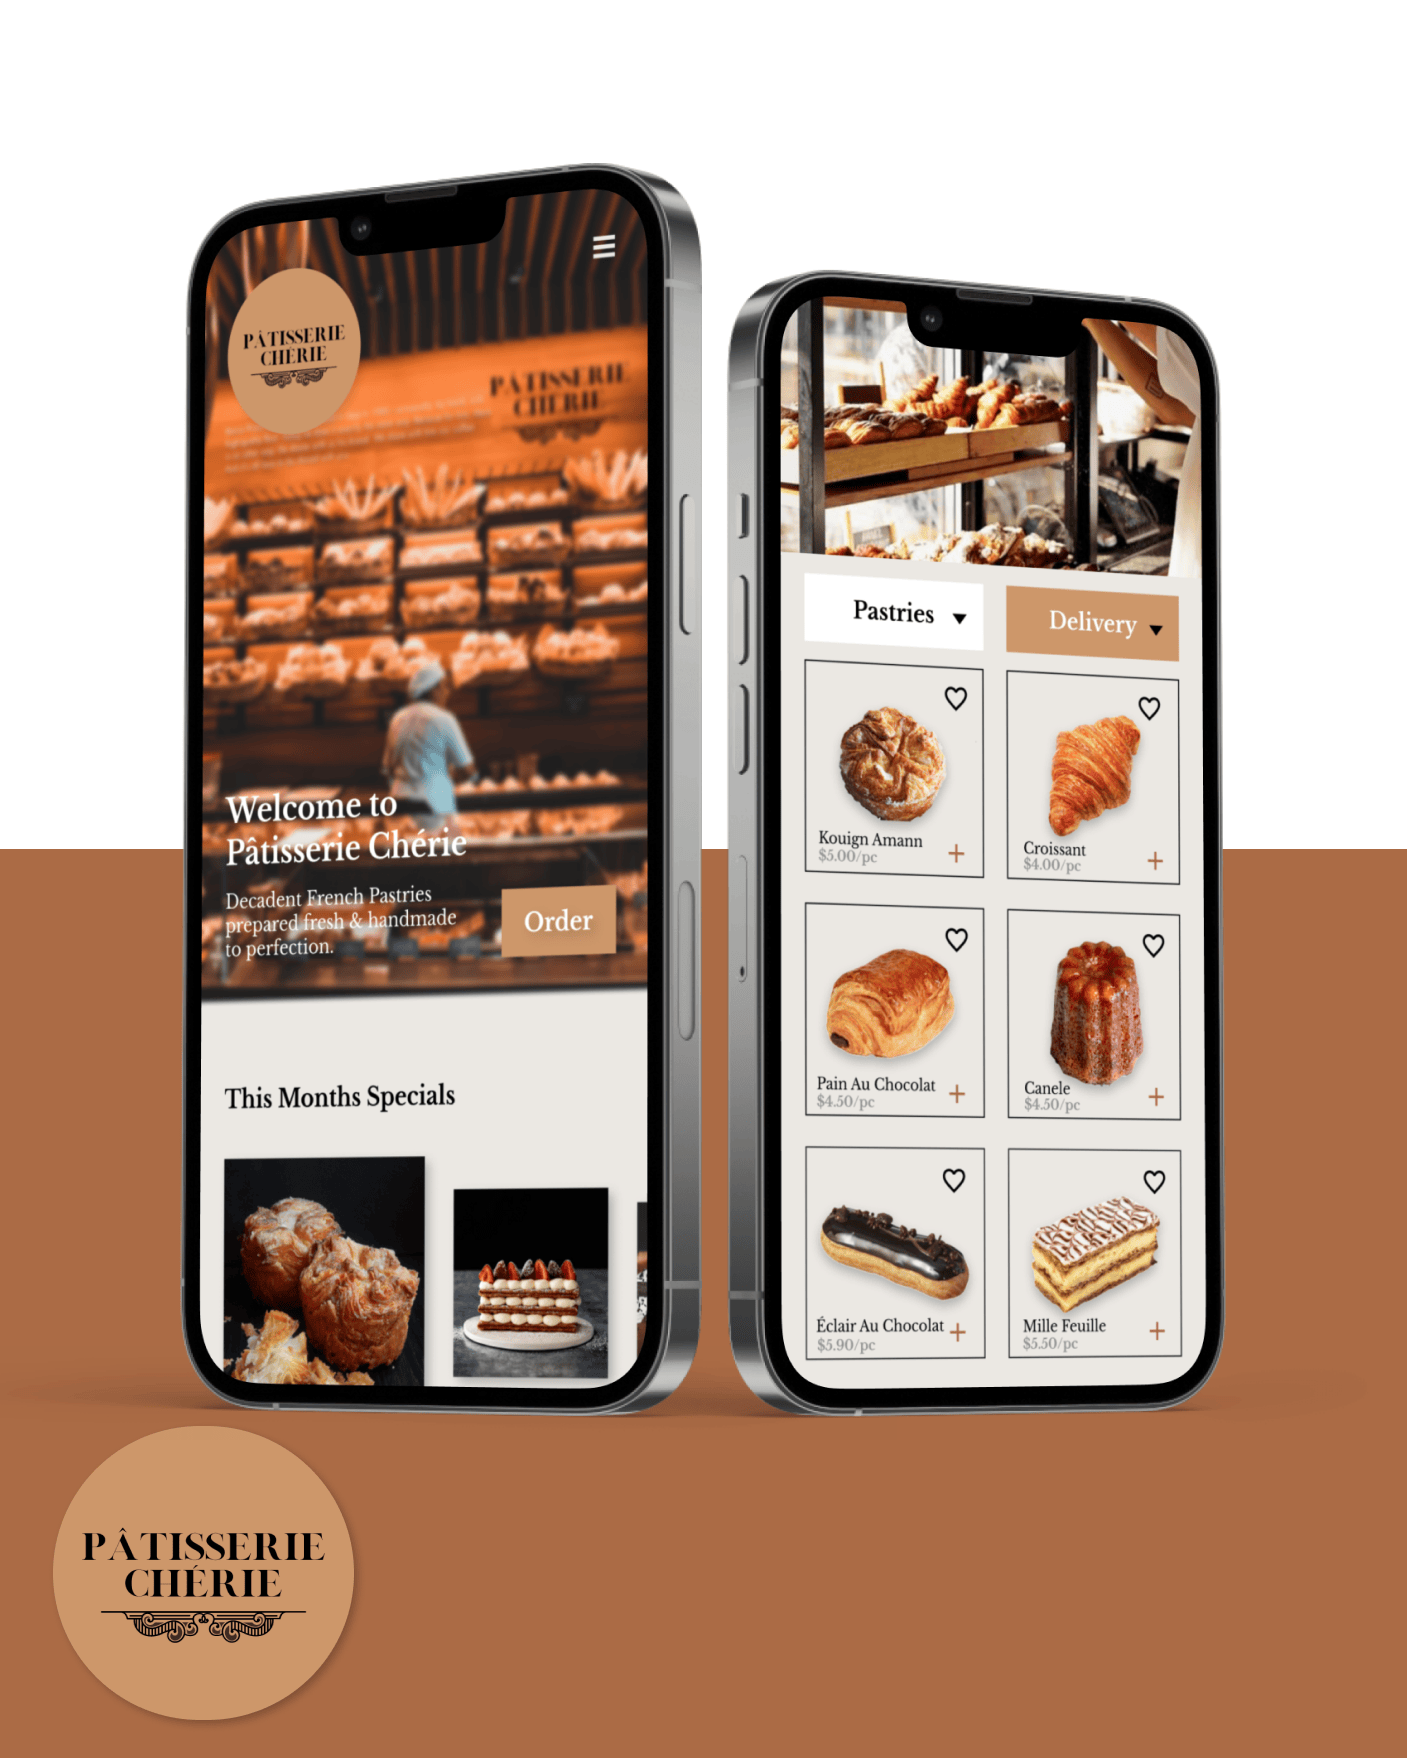 PÂTISSERIE
CHÉRIE
PÂTISSERIE
CHÉRIE
Welcome to
Pâtisserie Chérie
Decadent French Pastries
prepared fresh & handmade
to perfection.
Order
This Months Specials
Pastries
Delivery
Kouign Amann
$5.00/pc
Croissant
$4.00/pc
Pain Au Chocolat
$4.50/pc
Canele
$4.50/pc
Éclair Au Chocolat
$5.90/pc
Mille Feuille
$5.50/pc
PÂTISSERIE
CHÉRIE